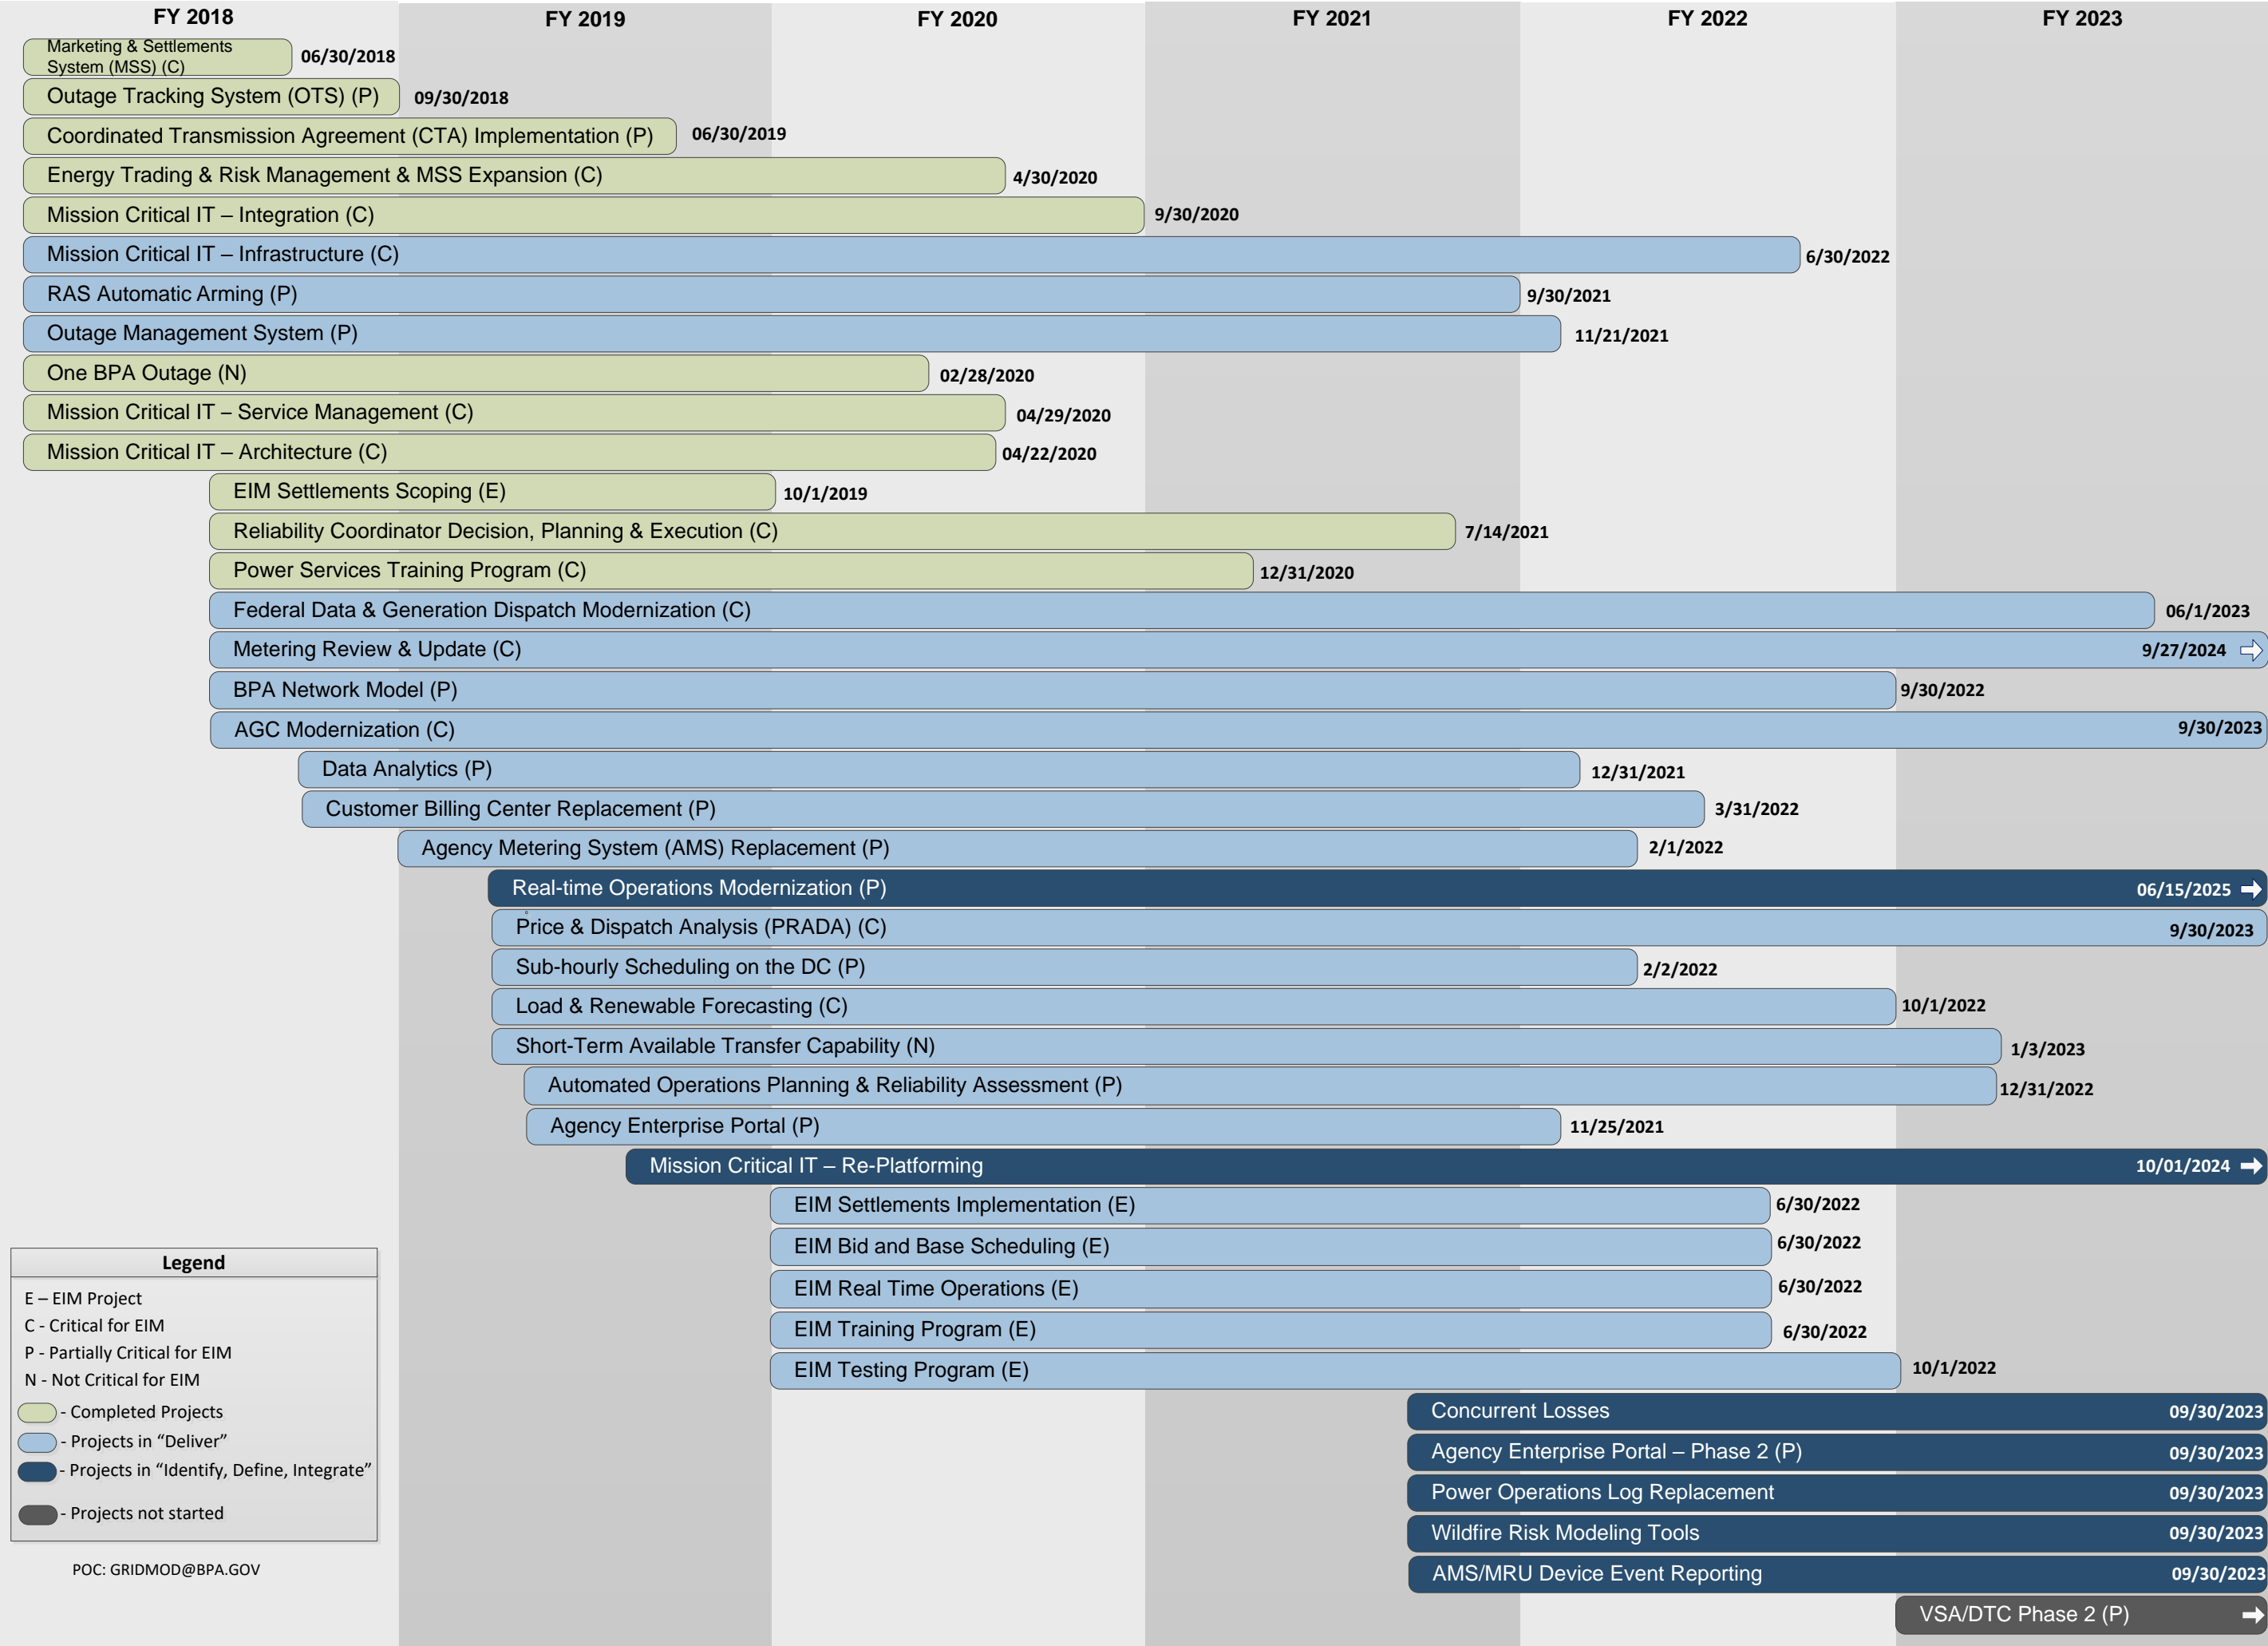 FY 2018 FY 2019 FY 2020 FY 2021 FY 2022 FY 2023
Marketing & Settlements
System (MSS) (C)
06/30/2018
Outage Tracking System (OTS) (P) 09/30/2018
Coordinated Transmission Agreement (CTA) Implementation (P) 06/30/2019
Energy Trading & Risk Management & MSS Expansion (C) 4/30/2020
Mission Critical IT – Integration (C) 9/30/2020
Mission Critical IT – Infrastructure (C) 6/30/2022
RAS Automatic Arming (P) 9/30/2021
Outage Management System (P) 11/21/2021
One BPA Outage (N) 02/28/2020
Mission Critical IT – Service Management (C) 04/29/2020
Mission Critical IT – Architecture (C) 04/22/2020
EIM Settlements Scoping (E) 10/1/2019
Reliability Coordinator Decision, Planning & Execution (C) 7/14/2021
Power Services Training Program (C) 12/31/2020
Federal Data & Generation Dispatch Modernization (C) 06/1/2023
Metering Review & Update (C) 9/27/2024
BPA Network Model (P) 9/30/2022
AGC Modernization (C) 9/30/2023
Data Analytics (P) 12/31/2021
Customer Billing Center Replacement (P) 3/31/2022
Agency Metering System (AMS) Replacement (P) 2/1/2022
Real-time Operations Modernization (P) 06/15/2025
Price & Dispatch Analysis (PRADA) (C) 9/30/2023
Sub-hourly Scheduling on the DC (P) 2/2/2022
Load & Renewable Forecasting (C) 10/1/2022
Short-Term Available Transfer Capability (N) 1/3/2023
Automated Operations Planning & Reliability Assessment (P) 12/31/2022
Agency Enterprise Portal (P) 11/25/2021
Mission Critical IT – Re-Platforming 10/01/2024
EIM Settlements Implementation (E) 6/30/2022
EIM Bid and Base Scheduling (E) 6/30/2022
EIM Real Time Operations (E) 6/30/2022
EIM Training Program (E) 6/30/2022
EIM Testing Program (E) 10/1/2022
Concurrent Losses 09/30/2023
Agency Enterprise Portal – Phase 2 (P) 09/30/2023
Power Operations Log Replacement 09/30/2023
Wildfire Risk Modeling Tools 09/30/2023
AMS/MRU Device Event Reporting 09/30/2023
VSA/DTC Phase 2 (P)
Legend
E – EIM Project
C - Critical for EIM
P - Partially Critical for EIM
N - Not Critical for EIM
- Completed Projects
- Projects in “Deliver”
- Projects in “Identify, Define, Integrate”
- Projects not started
POC: GRIDMOD@BPA.GOV